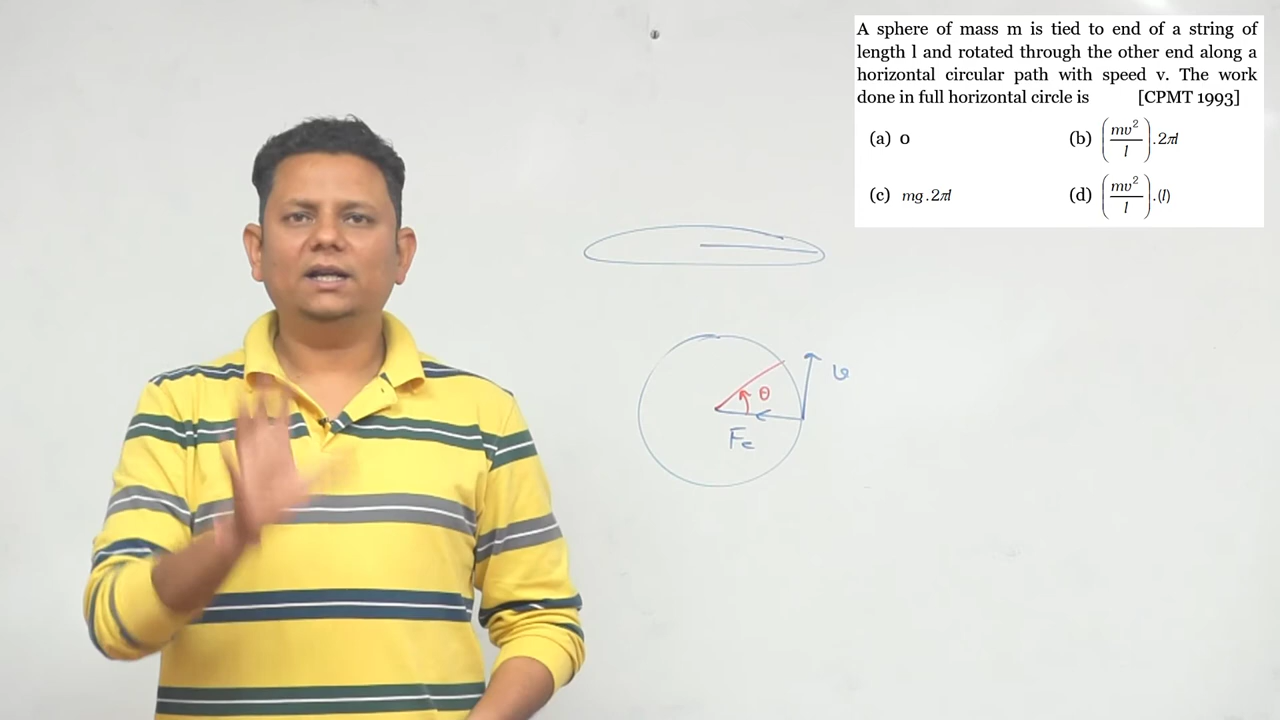 A sphere of mass m is tied to end of a string of
length l and rotated through the other end along a
horizontal circular path with speed v. The work
done in full horizontal circle is [CPMT 1993]
(a) 0 (b) (mv²/l).2πl
(c) mg.2πl (d) (mv²/l).(l)
θ
v
Fc